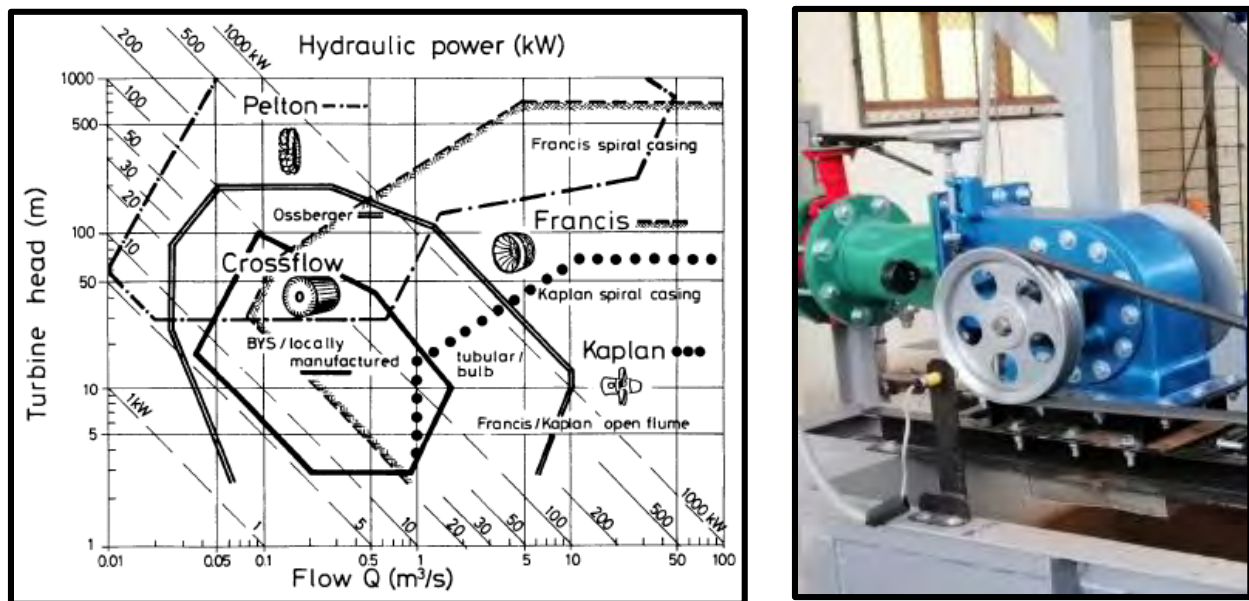 Hydraulic power (kW)
200
500
1000 kW
100
50
30
20
10
1kW
Pelton
Francis spiral casing
Ossberger
Francis
Crossflow
Kaplan spiral casing
BYS / locally
manufactured
tubular/
bulb
Kaplan
Francis/Kaplan open flume
1
5
10
20
30
50
100
200
500
1000 kW
Turbine head (m)
1000
500
100
50
10
5
1
0.01
0.05
0.1
0.5
1
5
10
50
100
Flow Q (m³/s)